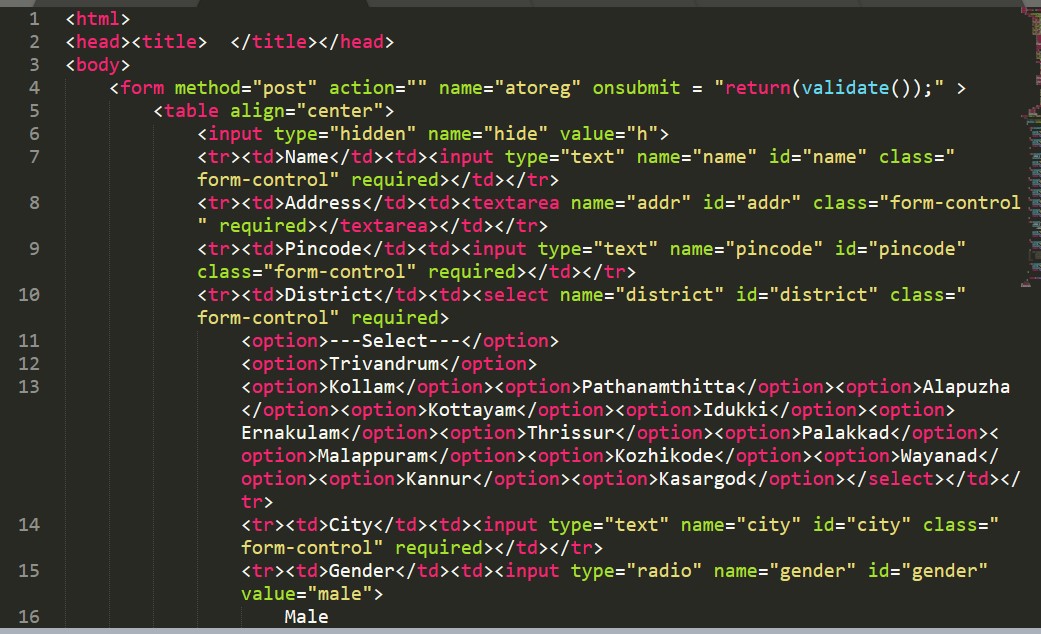 1 <html>
2 <head><title>  </title></head>
3 <body>
4 <form method="post" action="" name="atoreg" onsubmit = "return(validate());" >
5 <table align="center">
6 <input type="hidden" name="hide" value="h">
7 <tr><td>Name</td><td><input type="text" name="name" id="name" class="
form-control" required></td></tr>
8 <tr><td>Address</td><td><textarea name="addr" id="addr" class="form-control
" required></textarea></td></tr>
9 <tr><td>Pincode</td><td><input type="text" name="pincode" id="pincode"
class="form-control" required></td></tr>
10 <tr><td>District</td><td><select name="district" id="district" class="
form-control" required>
11 <option>---Select---</option>
12 <option>Trivandrum</option>
13 <option>Kollam</option><option>Pathanamthitta</option><option>Alapuzha
</option><option>Kottayam</option><option>Idukki</option><option>
Ernakulam</option><option>Thrissur</option><option>Palakkad</option><
option>Malappuram</option><option>Kozhikode</option><option>Wayanad</
option><option>Kannur</option><option>Kasargod</option></select></td></
tr>
14 <tr><td>City</td><td><input type="text" name="city" id="city" class="
form-control" required></td></tr>
15 <tr><td>Gender</td><td><input type="radio" name="gender" id="gender"
value="male">
16 Male